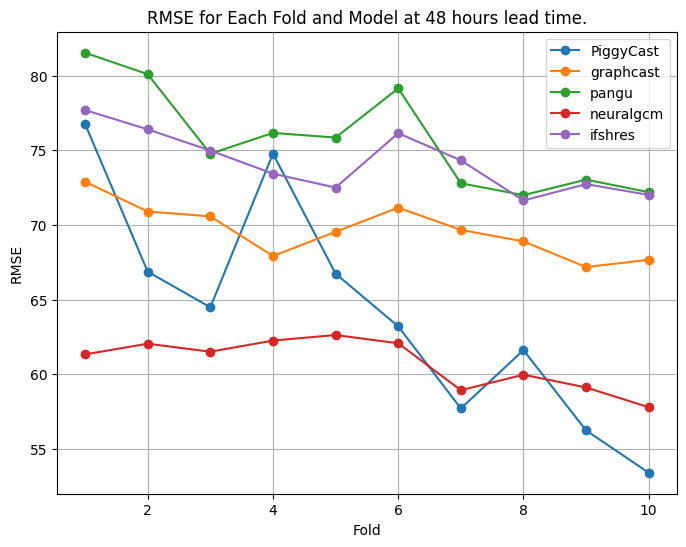 RMSE for Each Fold and Model at 48 hours lead time.
PiggyCast
graphcast
pangu
neuralgcm
ifshres
80
75
70
65
60
55
RMSE
2 4 6 8 10
Fold